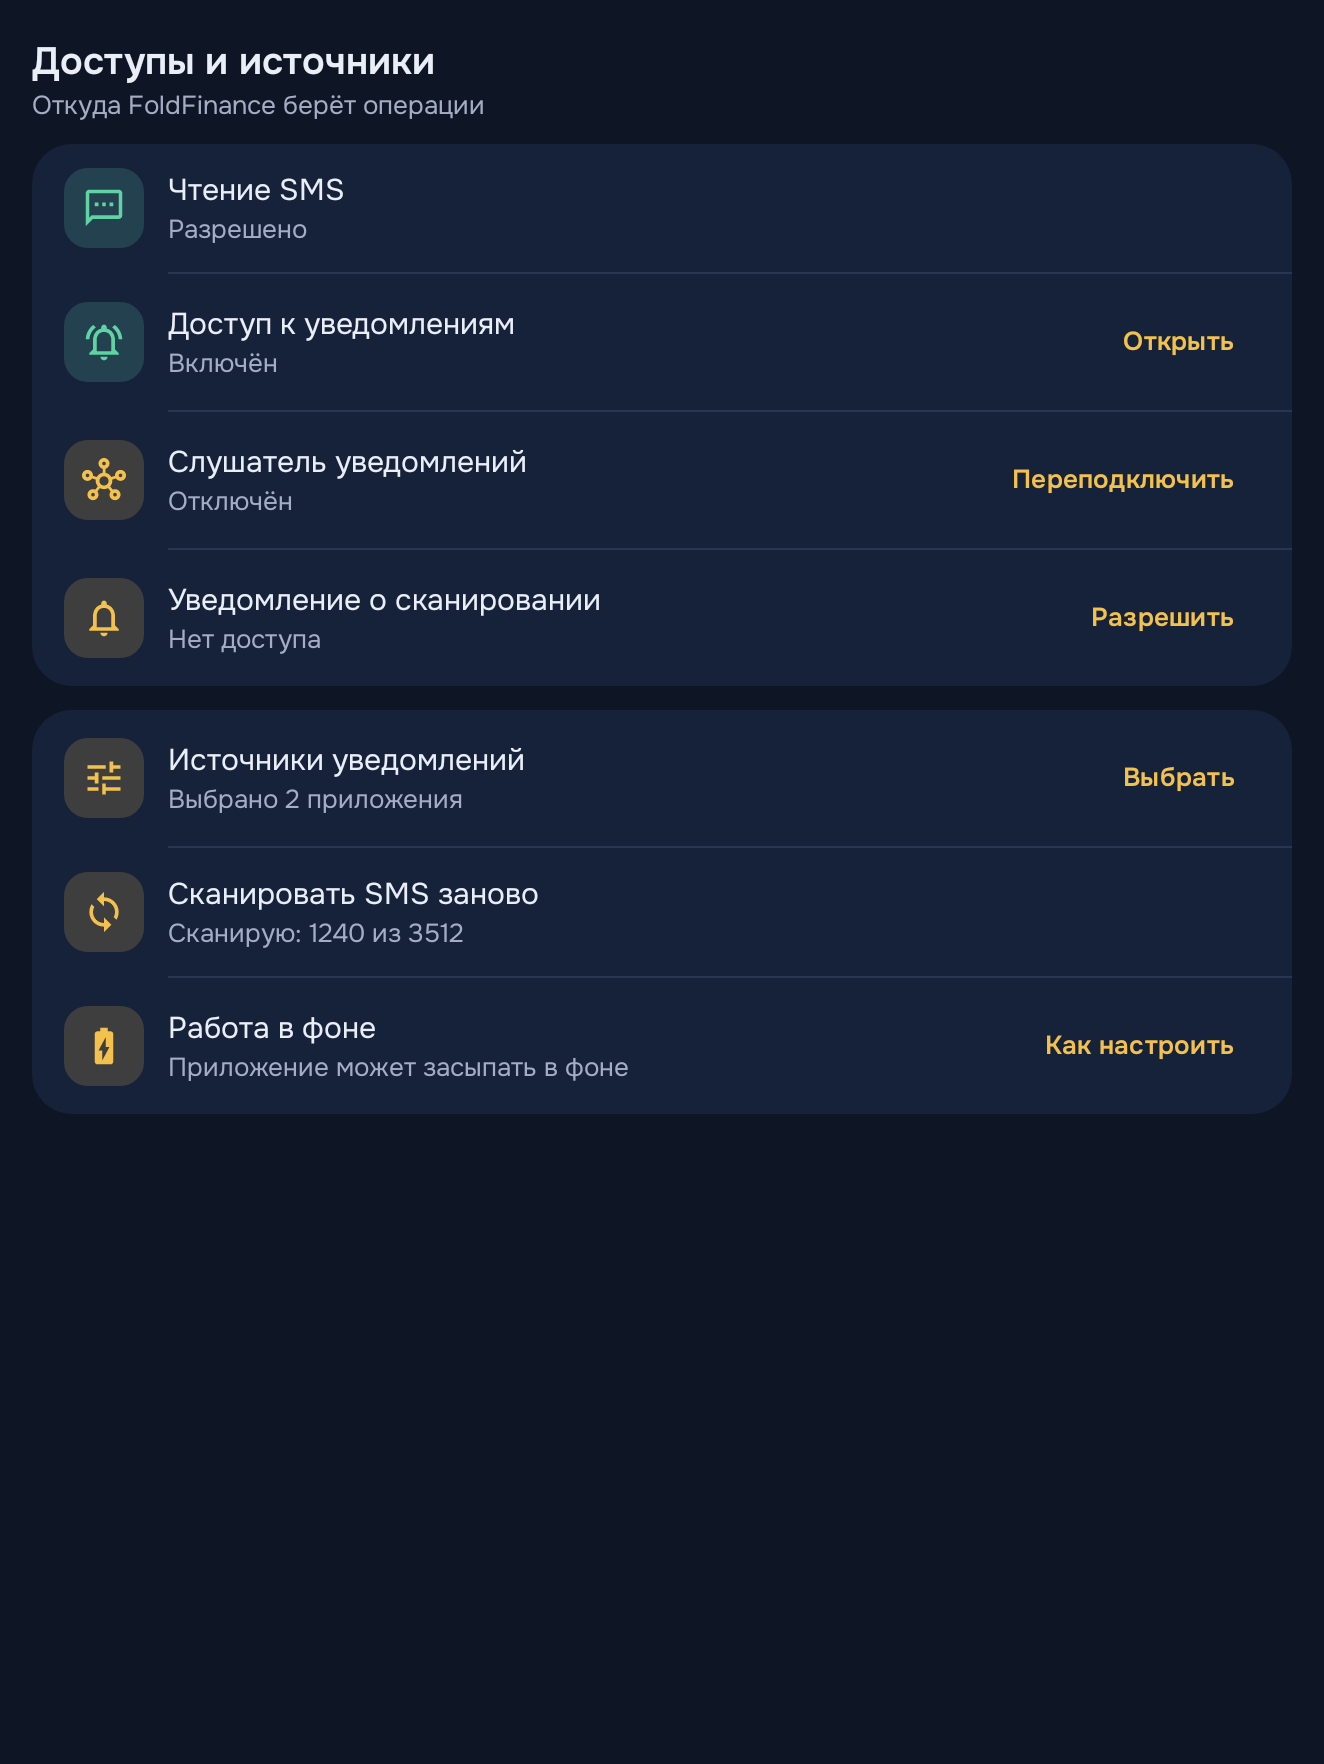 Доступы и источники
Откуда FoldFinance берёт операции
Чтение SMS
Разрешено
Доступ к уведомлениям
Включён
Открыть
Слушатель уведомлений
Отключён
Переподключить
Уведомление о сканировании
Нет доступа
Разрешить
Источники уведомлений
Выбрано 2 приложения
Выбрать
Сканировать SMS заново
Сканирую: 1240 из 3512
Работа в фоне
Приложение может засыпать в фоне
Как настроить